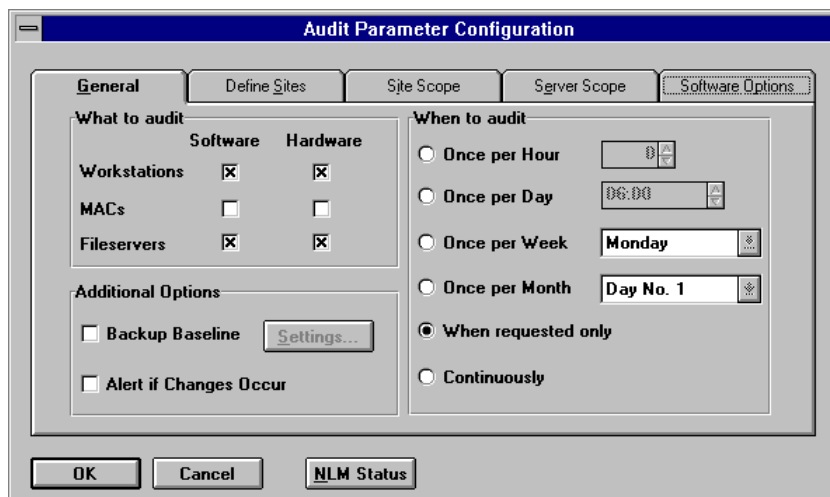 Audit Parameter Configuration
General
Define Sites
Site Scope
Server Scope
Software Options
What to audit
Software Hardware
Workstations
MACs
Fileservers
Additional Options
Backup Baseline
Settings...
Alert if Changes Occur
When to audit
Once per Hour 0
Once per Day 06:00
Once per Week Monday
Once per Month Day No. 1
When requested only
Continuously
OK
Cancel
NLM Status